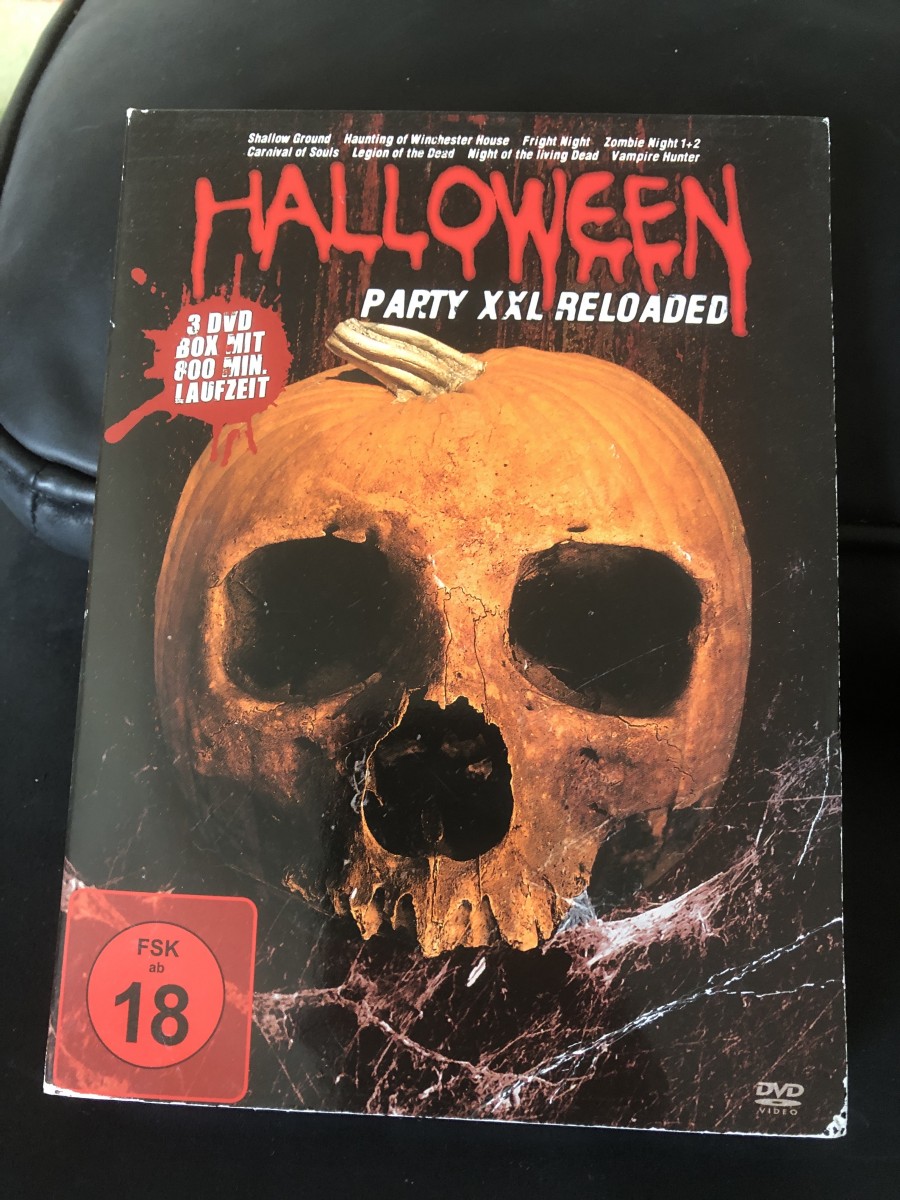 Shallow Ground Haunting of Winchester House Fright Night Zombie Night 1+2
Carnival of Souls Legion of the Dead Night of the living Dead Vampire Hunter
HALLOWEEN
PARTY XXL RELOADED
3 DVD
BOX MIT
800 MIN.
LAUFZEIT
FSK
ab
18
DVD
VIDEO